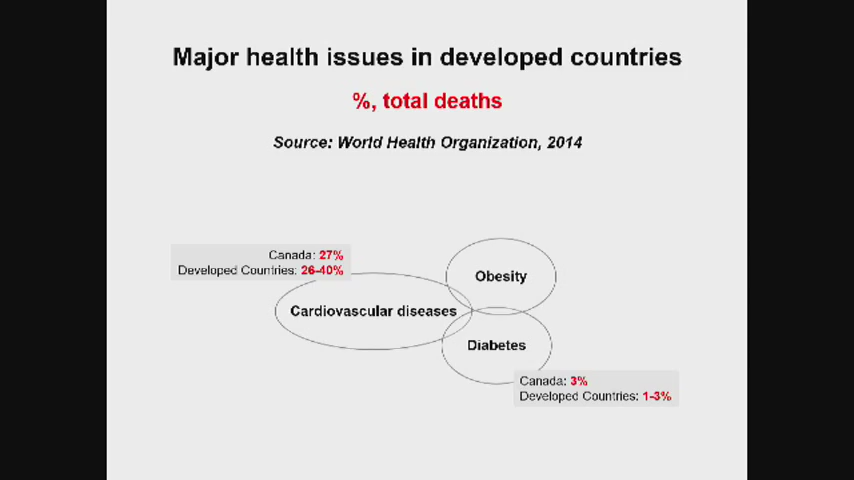 Major health issues in developed countries
%, total deaths
Source: World Health Organization, 2014
Canada: 27%
Developed Countries: 26-40%
Obesity
Cardiovascular diseases
Diabetes
Canada: 3%
Developed Countries: 1-3%